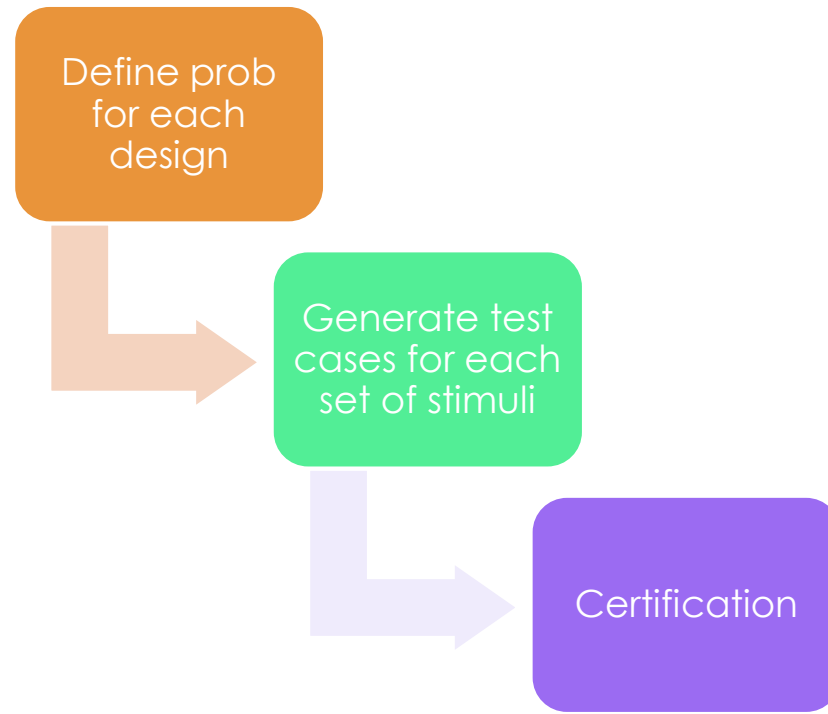 Define prob
for each
design
Generate test
cases for each
set of stimuli
Certification